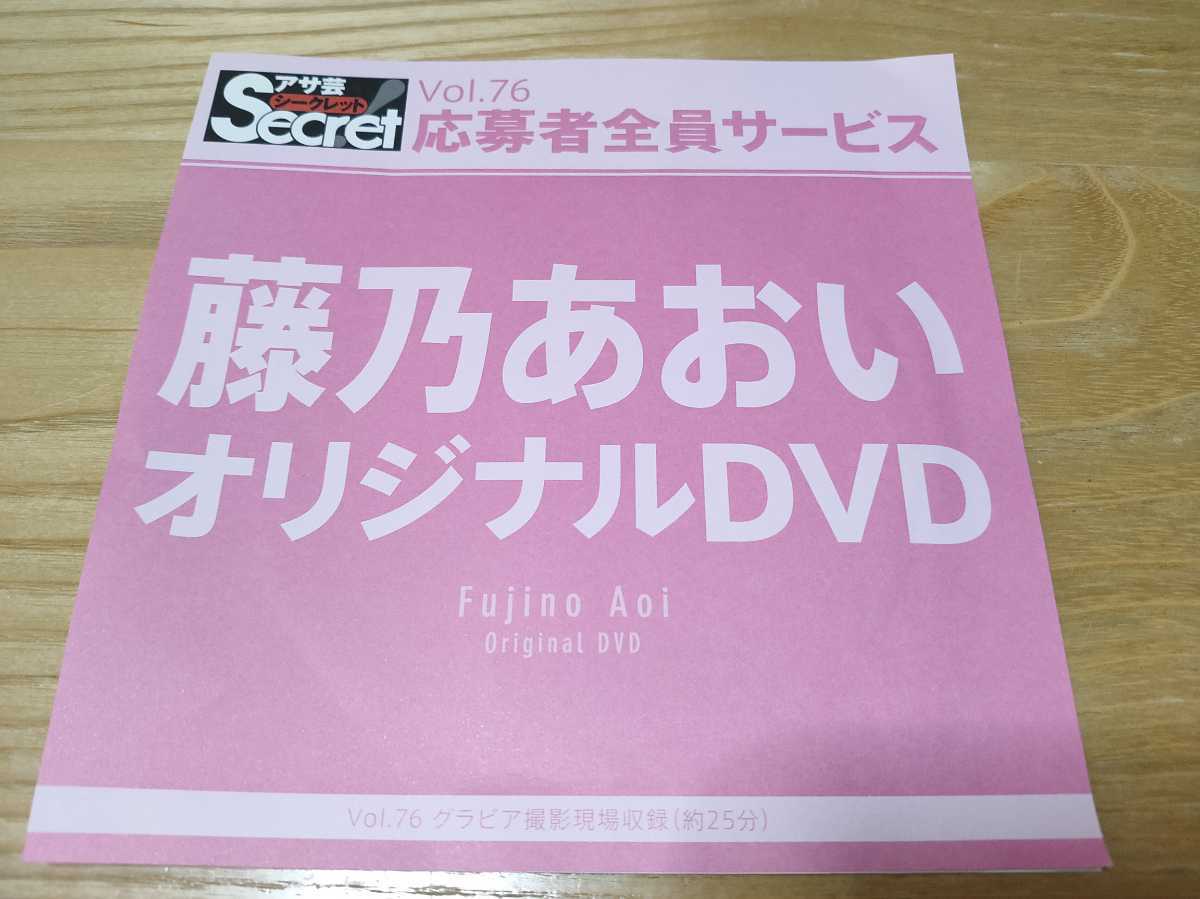 アサ芸
シークレット!
Secret
Vol.76
応募者全員サービス
藤乃あおい
オリジナルDVD
Fujino Aoi
Original DVD
Vol.76 グラビア撮影現場収録(約25分)